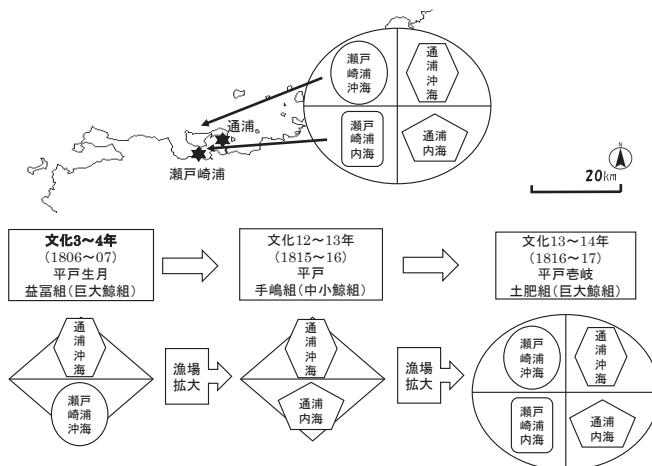 瀬戸
崎浦
沖海
通
浦
沖
海
瀬戸
崎浦
内海
通浦
内海
通浦
瀬戸崎浦
N
20km
文化3～4年
(1806～07)
平戸生月
益冨組(巨大鯨組)
文化12～13年
(1815～16)
平戸
手嶋組(中小鯨組)
文化13～14年
(1816～17)
平戸壱岐
土肥組(巨大鯨組)
通
浦
沖
海
瀬戸
崎浦
沖海
漁場
拡大
通
浦
沖
海
通浦
内海
漁場
拡大
瀬戸
崎浦
沖海
通
浦
沖
海
瀬戸
崎浦
内海
通浦
内海